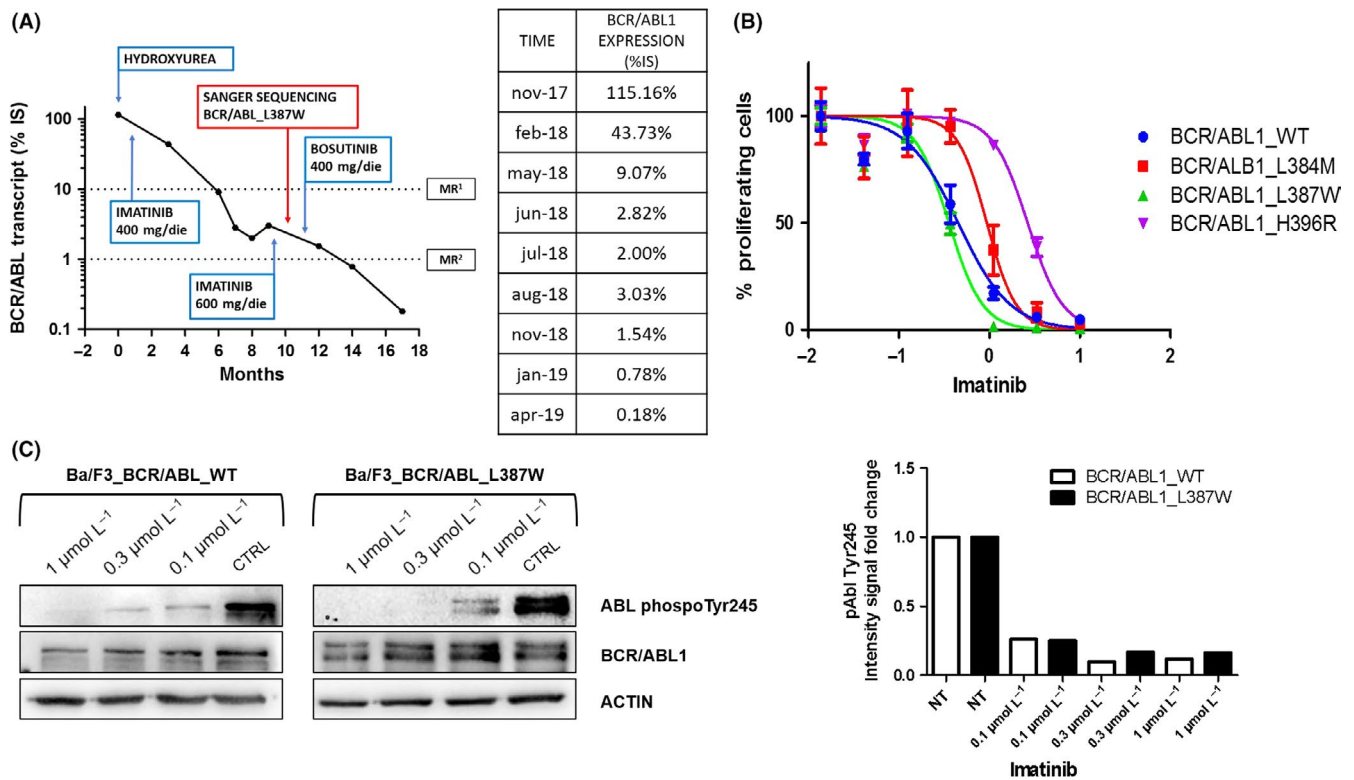 (A)
HYDROXYUREA
SANGER SEQUENCING
BCR/ABL_L387W
BOSUTINIB
400 mg/die
IMATINIB
400 mg/die
IMATINIB
600 mg/die
MR¹
MR²
BCR/ABL transcript (% IS)
100
10
1
0.1
−2 0 2 4 6 8 10 12 14 16 18
Months
TIME BCR/ABL1 EXPRESSION (%IS)
nov-17 115.16%
feb-18 43.73%
may-18 9.07%
jun-18 2.82%
jul-18 2.00%
aug-18 3.03%
nov-18 1.54%
jan-19 0.78%
apr-19 0.18%
(B)
% proliferating cells
100
50
0
−2 −1 0 1 2
Imatinib
BCR/ABL1_WT
BCR/ALB1_L384M
BCR/ABL1_L387W
BCR/ABL1_H396R
(C)
Ba/F3_BCR/ABL_WT
1 µmol L⁻¹ 0.3 µmol L⁻¹ 0.1 µmol L⁻¹ CTRL
Ba/F3_BCR/ABL_L387W
1 µmol L⁻¹ 0.3 µmol L⁻¹ 0.1 µmol L⁻¹ CTRL
ABL phospoTyr245
BCR/ABL1
ACTIN
pAbl Tyr245
Intensity signal fold change
1.5
1.0
0.5
0.0
BCR/ABL1_WT
BCR/ABL1_L387W
NT NT 0.1 µmol L⁻¹ 0.1 µmol L⁻¹ 0.3 µmol L⁻¹ 0.3 µmol L⁻¹ 1 µmol L⁻¹ 1 µmol L⁻¹
Imatinib